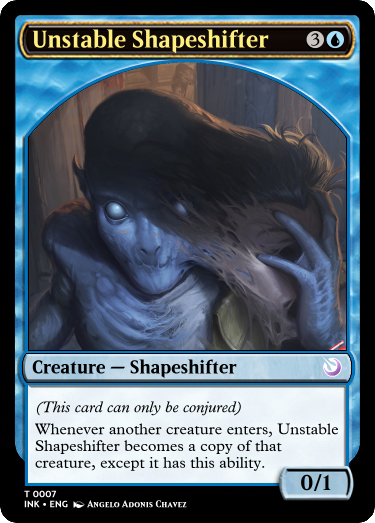 Unstable Shapeshifter 3
Creature — Shapeshifter
(This card can only be conjured)
Whenever another creature enters, Unstable
Shapeshifter becomes a copy of that
creature, except it has this ability.
0/1
T 0007
INK • ENG Angelo Adonis Chavez